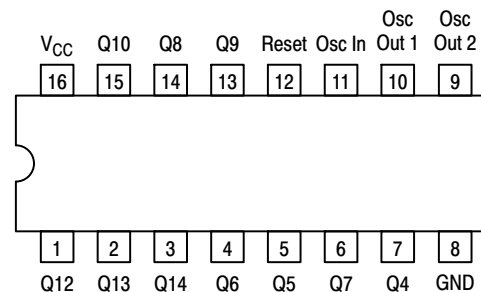 Osc Osc
V_CC Q10 Q8 Q9 Reset Osc In Out 1 Out 2
16 15 14 13 12 11 10 9
1 2 3 4 5 6 7 8
Q12 Q13 Q14 Q6 Q5 Q7 Q4 GND